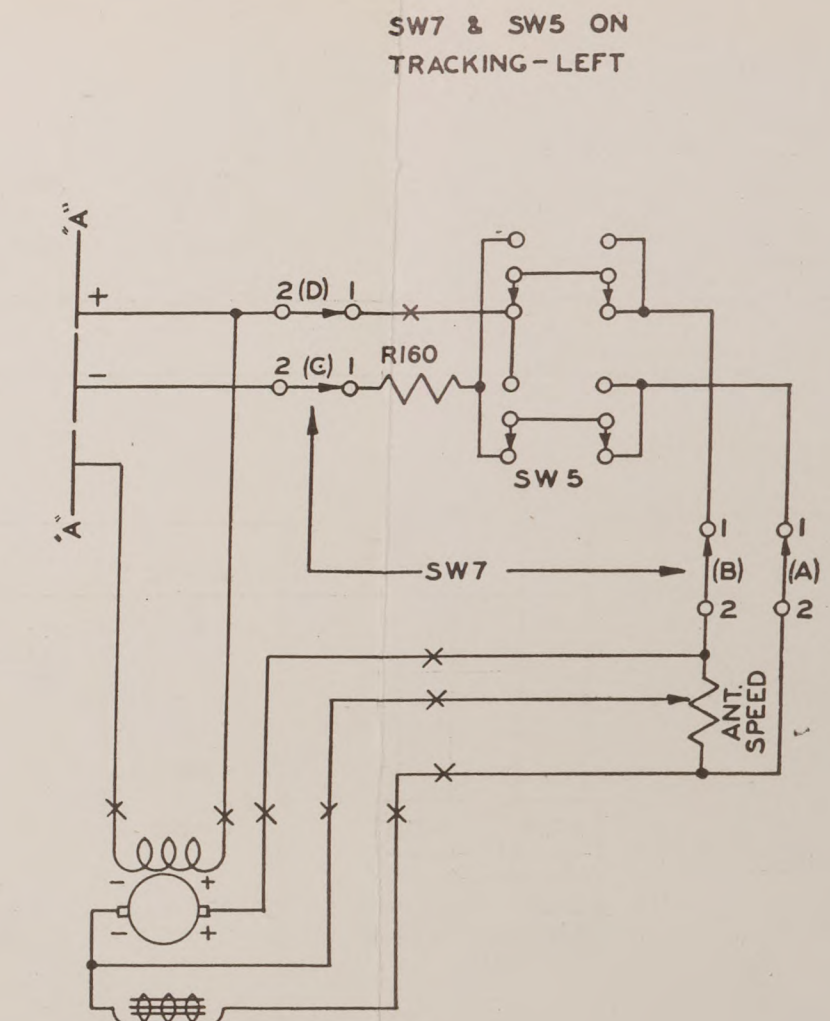 SW7 & SW5 ON
TRACKING-LEFT
"A"
+
2 (D) 1
-
2 (C) 1
R160
SW5
"A"
1
1
SW7
(B)
(A)
2
2
ANT.
SPEED
-
+
-
+